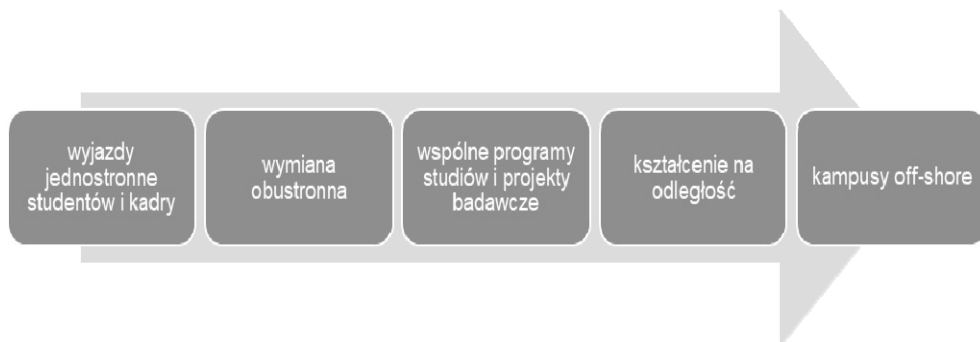 wyjazdy
jednostronne
studentów i kadry
wymiana
obustronna
wspólne programy
studiów i projekty
badawcze
kształcenie na
odległość
kampusy off-shore